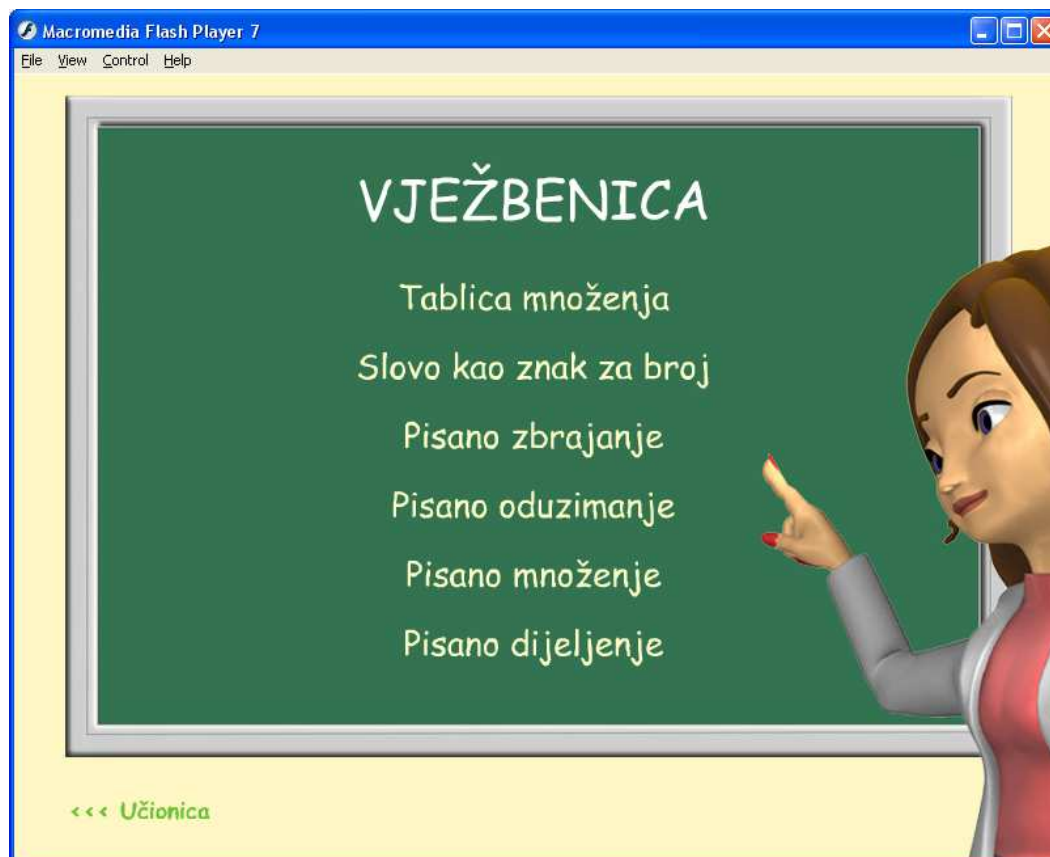 Macromedia Flash Player 7
File View Control Help
VJEŽBENICA
Tablica množenja
Slovo kao znak za broj
Pisano zbrajanje
Pisano oduzimanje
Pisano množenje
Pisano dijeljenje
<<< Učionica